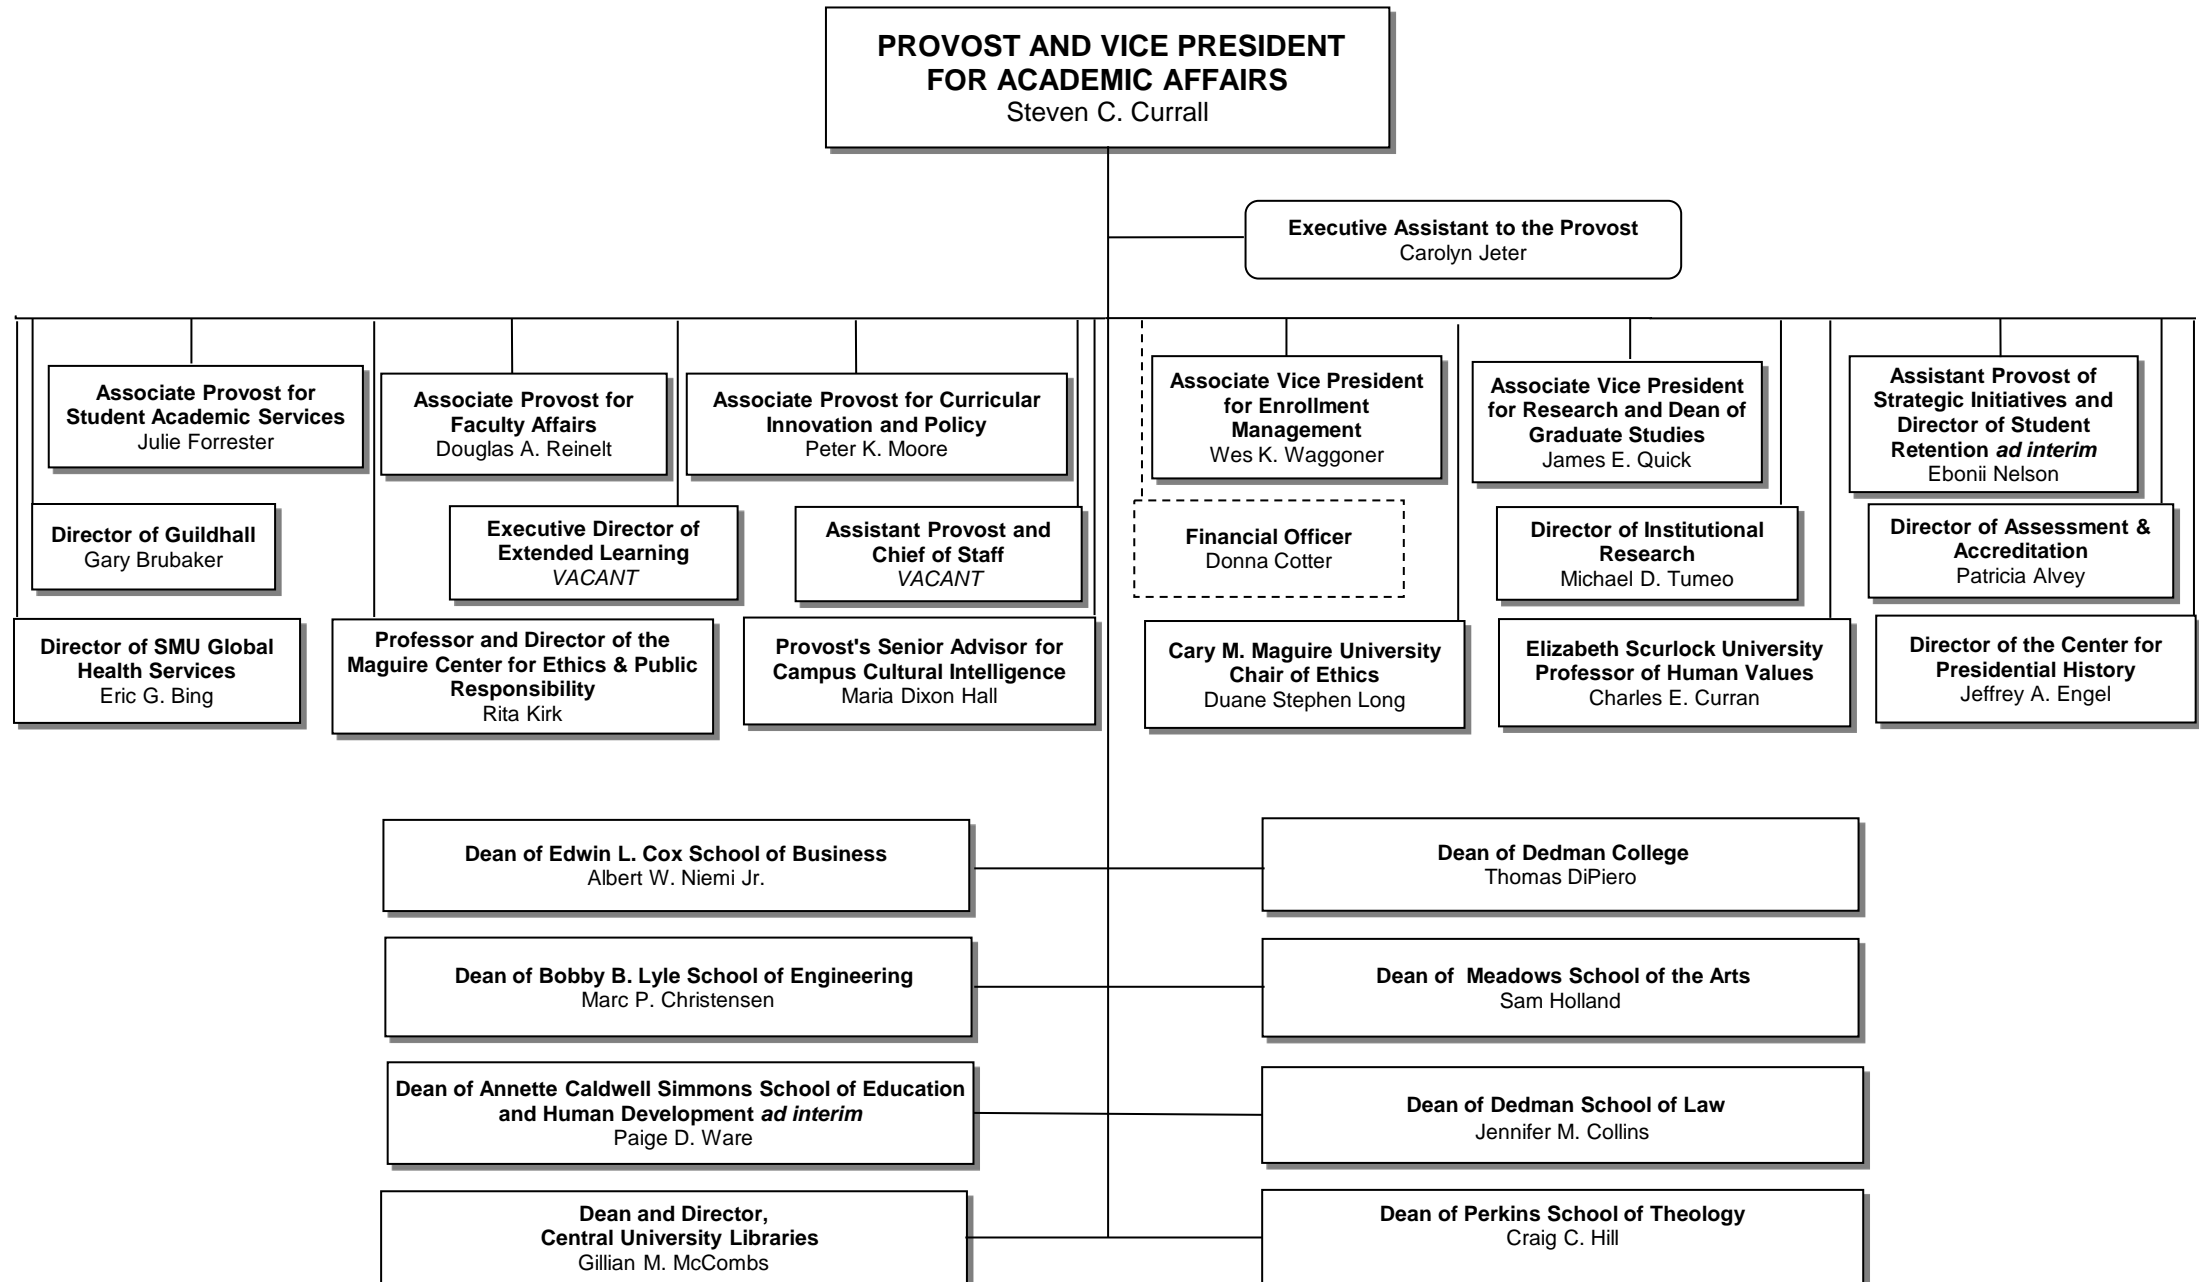 PROVOST AND VICE PRESIDENT
FOR ACADEMIC AFFAIRS
Steven C. Currall
Executive Assistant to the Provost
Carolyn Jeter
Associate Provost for
Student Academic Services
Julie Forrester
Associate Provost for
Faculty Affairs
Douglas A. Reinelt
Associate Provost for Curricular
Innovation and Policy
Peter K. Moore
Associate Vice President
for Enrollment
Management
Wes K. Waggoner
Associate Vice President
for Research and Dean of
Graduate Studies
James E. Quick
Assistant Provost of
Strategic Initiatives and
Director of Student
Retention ad interim
Ebonii Nelson
Director of Guildhall
Gary Brubaker
Executive Director of
Extended Learning
VACANT
Assistant Provost and
Chief of Staff
VACANT
Financial Officer
Donna Cotter
Director of Institutional
Research
Michael D. Tumeo
Director of Assessment &
Accreditation
Patricia Alvey
Director of SMU Global
Health Services
Eric G. Bing
Professor and Director of the
Maguire Center for Ethics & Public
Responsibility
Rita Kirk
Provost's Senior Advisor for
Campus Cultural Intelligence
Maria Dixon Hall
Cary M. Maguire University
Chair of Ethics
Duane Stephen Long
Elizabeth Scurlock University
Professor of Human Values
Charles E. Curran
Director of the Center for
Presidential History
Jeffrey A. Engel
Dean of Edwin L. Cox School of Business
Albert W. Niemi Jr.
Dean of Dedman College
Thomas DiPiero
Dean of Bobby B. Lyle School of Engineering
Marc P. Christensen
Dean of Meadows School of the Arts
Sam Holland
Dean of Annette Caldwell Simmons School of Education
and Human Development ad interim
Paige D. Ware
Dean of Dedman School of Law
Jennifer M. Collins
Dean and Director,
Central University Libraries
Gillian M. McCombs
Dean of Perkins School of Theology
Craig C. Hill